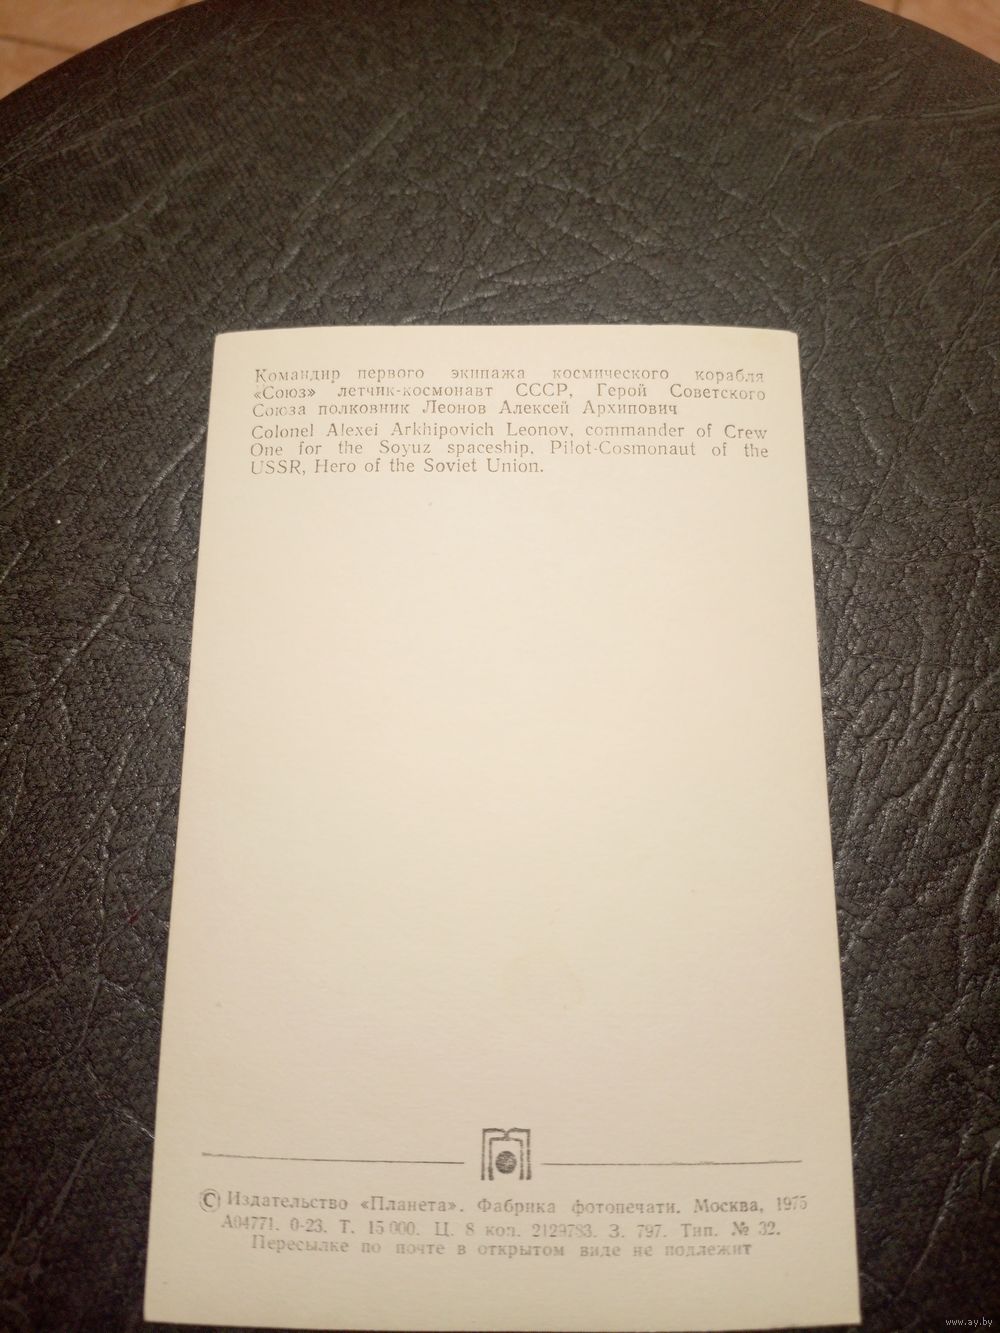 Командир первого экипажа космического корабля
«Союз» летчик-космонавт СССР, Герой Советского
Союза полковник Леонов Алексей Архипович
Colonel Alexei Arkhipovich Leonov, commander of Crew
One for the Soyuz spaceship, Pilot-Cosmonaut of the
USSR, Hero of the Soviet Union.
© Издательство «Планета». Фабрика фотопечати. Москва, 1975
А04771. 0-23. Т. 15 000. Ц. 8 коп. 2129783. З. 797. Тип. № 32.
Пересылке по почте в открытом виде не подлежит
www.ay.by